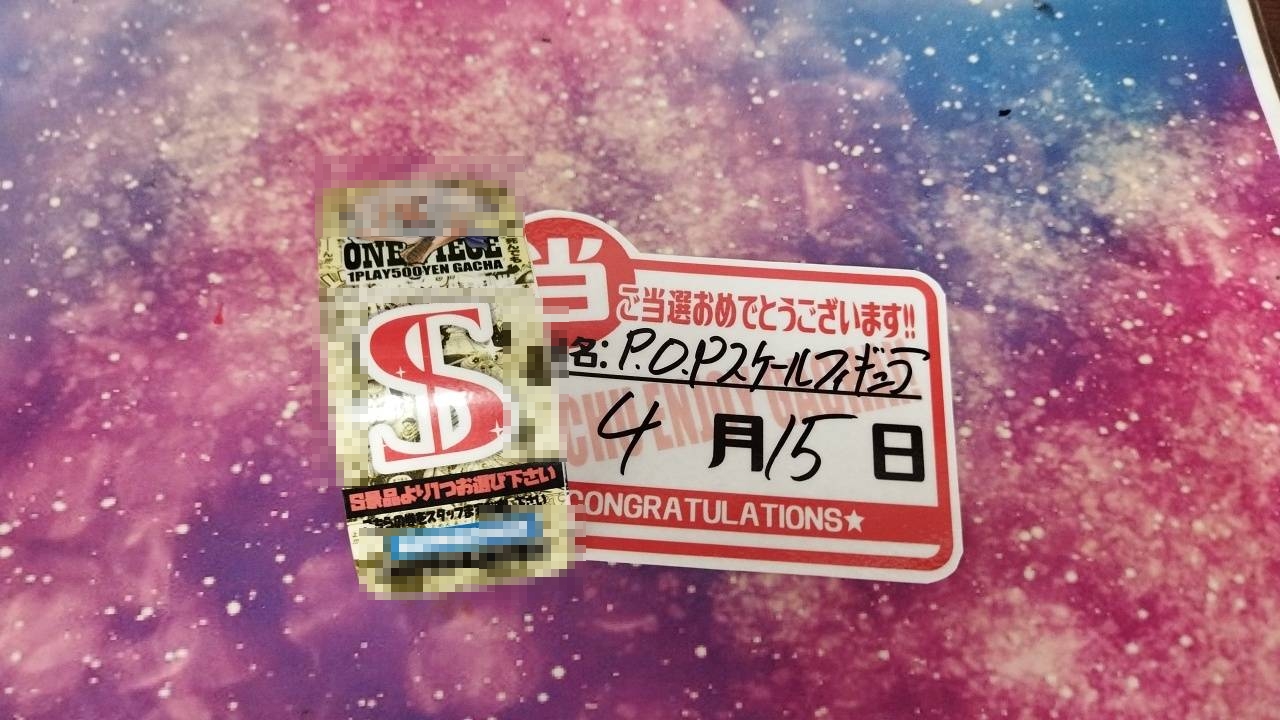 ONE PIECE
1PLAY500YEN GACHA
S
S景品より1つお選び下さい
当
ご当選おめでとうございます!!
名: P.O.Pスケールフィギュア
4月15日
CONGRATULATIONS★